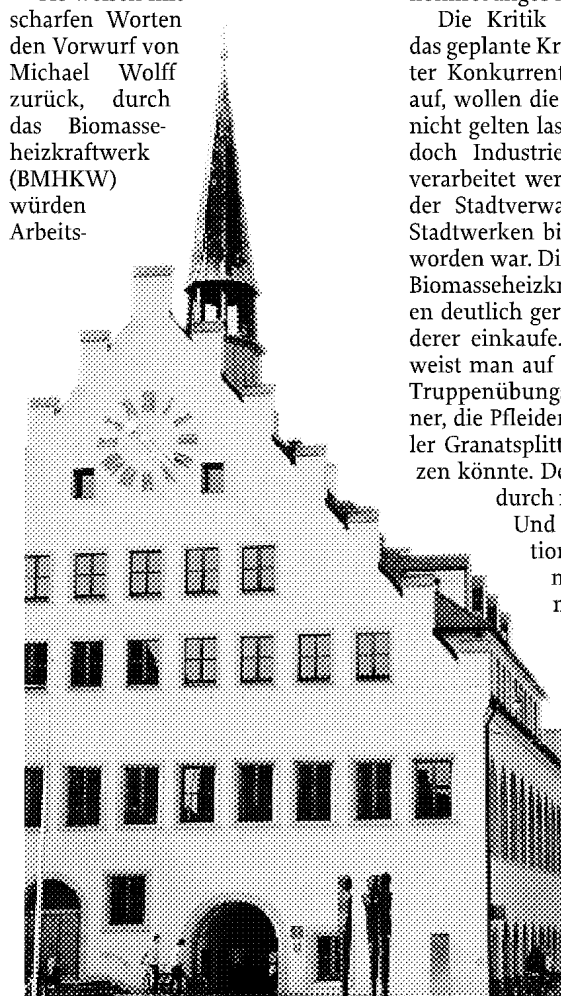 scharfen Worten
den Vorwurf von
Michael Wolff
zurück, durch
das Biomasse-
heizkraftwerk
(BMHKW)
würden
Arbeits-
Die Kritik
das geplante Kr
ter Konkurrent
auf, wollen die
nicht gelten las
doch Industrie
verarbeitet wer
der Stadtverwa
Stadtwerken bi
worden war. Di
Biomasseheizkr
en deutlich ger
derer einkaufe.
weist man auf
Truppenübung
ner, die Pfleider
ler Granatsplitt
zen könnte. De
durch
Und
tion